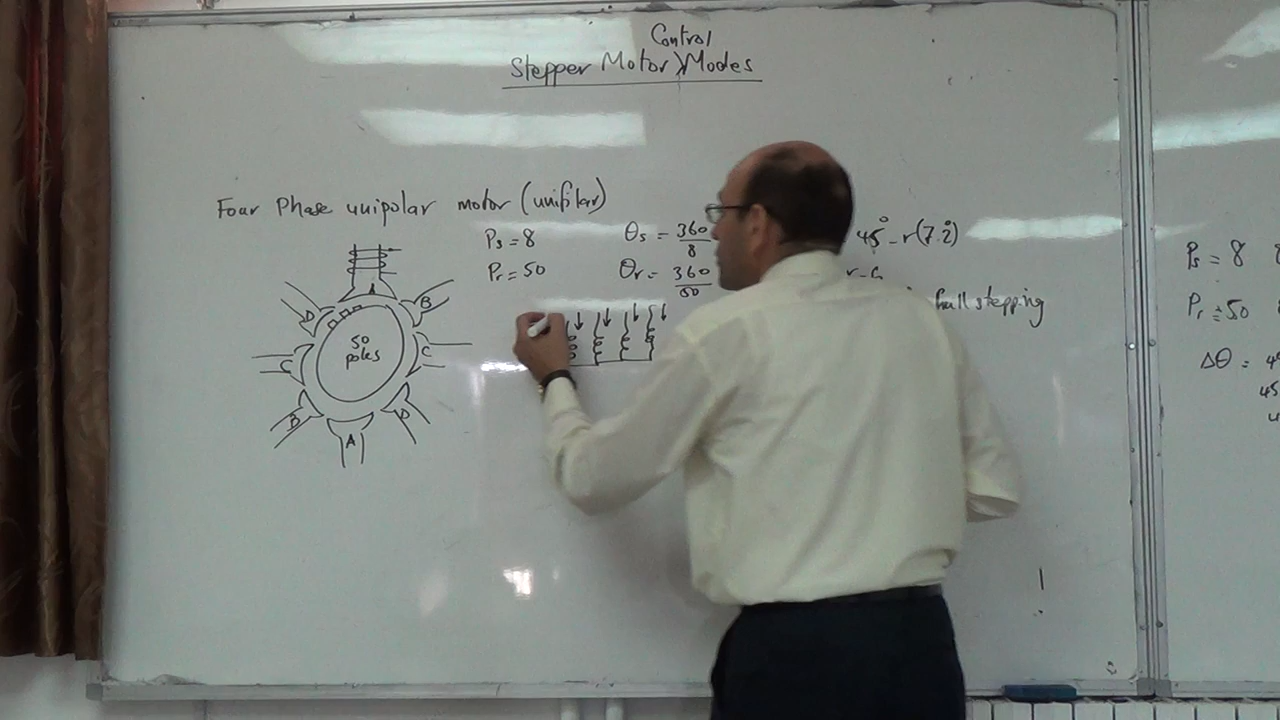 Control
Stepper Motor Modes
Four Phase unipolar motor (unifilar)
Ps = 8
θs = 360/8
45° - r(7.2°)
Pr = 50
θr = 360/50
full stepping
A
B
C
D
A
B
C
D
50
poles
Ps = 8
Pr = 50
Δθ =